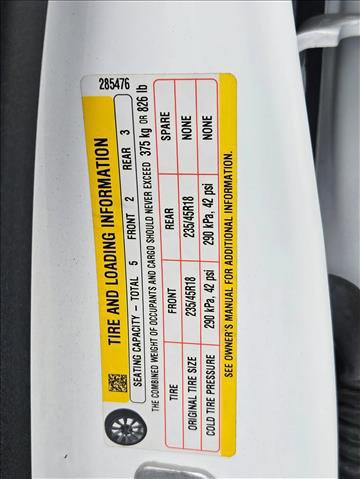 285476
TIRE AND LOADING INFORMATION
SEATING CAPACITY – TOTAL 5 FRONT 2 REAR 3
THE COMBINED WEIGHT OF OCCUPANTS AND CARGO SHOULD NEVER EXCEED 375 kg OR 826 lb
TIRE FRONT REAR SPARE
ORIGINAL TIRE SIZE 235/45R18 235/45R18 NONE
COLD TIRE PRESSURE 290 kPa, 42 psi 290 kPa, 42 psi NONE
SEE OWNER'S MANUAL FOR ADDITIONAL INFORMATION.